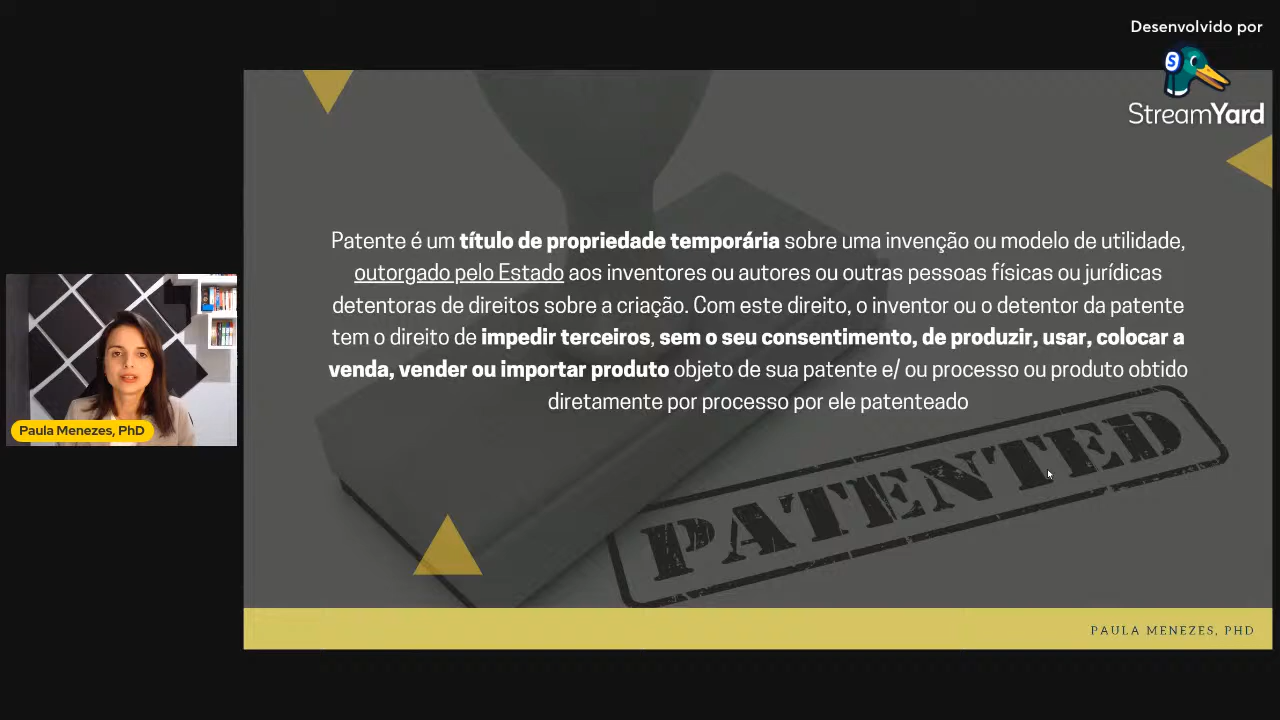 Desenvolvido por
S
StreamYard
Patente é um título de propriedade temporária sobre uma invenção ou modelo de utilidade,
outorgado pelo Estado aos inventores ou autores ou outras pessoas físicas ou jurídicas
detentoras de direitos sobre a criação. Com este direito, o inventor ou o detentor da patente
tem o direito de impedir terceiros, sem o seu consentimento, de produzir, usar, colocar a
venda, vender ou importar produto objeto de sua patente e/ ou processo ou produto obtido
diretamente por processo por ele patenteado
Paula Menezes, PhD
PATENTED
PAULA MENEZES, PHD